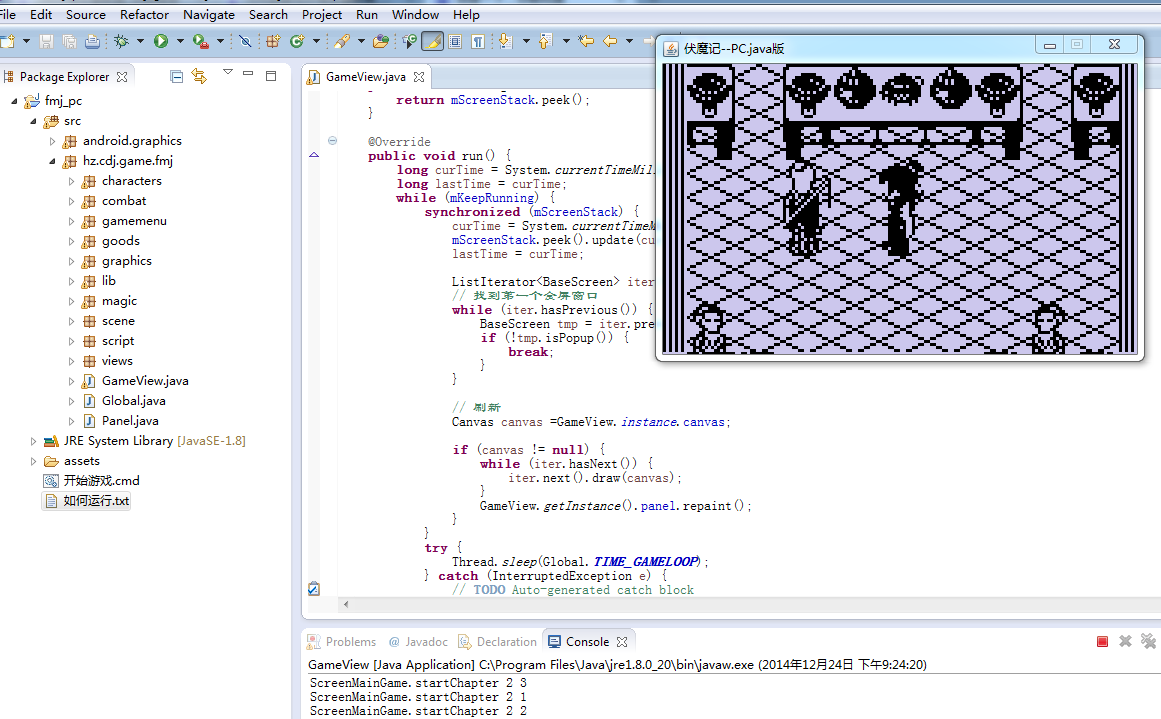 File Edit Source Refactor Navigate Search Project Run Window Help
伏魔记--PC.java版
Package Explorer
fmj_pc
src
android.graphics
hz.cdj.game.fmj
characters
combat
gamemenu
goods
graphics
lib
magic
scene
script
views
GameView.java
Global.java
Panel.java
JRE System Library [JavaSE-1.8]
assets
开始游戏.cmd
如何运行.txt
GameView.java
return mScreenStack.peek();
}
@Override
public void run() {
long curTime = System.currentTimeMil
long lastTime = curTime;
while (mKeepRunning) {
synchronized (mScreenStack) {
curTime = System.currentTimeM
mScreenStack.peek().update(cu
lastTime = curTime;
ListIterator<BaseScreen> iter
// 找到第一个全屏窗口
while (iter.hasPrevious()) {
BaseScreen tmp = iter.pre
if (!tmp.isPopup()) {
break;
}
}
// 刷新
Canvas canvas =GameView.instance.canvas;
if (canvas != null) {
while (iter.hasNext()) {
iter.next().draw(canvas);
}
GameView.getInstance().panel.repaint();
}
}
try {
Thread.sleep(Global.TIME_GAMELOOP);
} catch (InterruptedException e) {
// TODO Auto-generated catch block
Problems @ Javadoc Declaration Console
GameView [Java Application] C:\Program Files\Java\jre1.8.0_20\bin\javaw.exe (2014年12月24日 下午9:24:20)
ScreenMainGame.startChapter 2 3
ScreenMainGame.startChapter 2 1
ScreenMainGame.startChapter 2 2